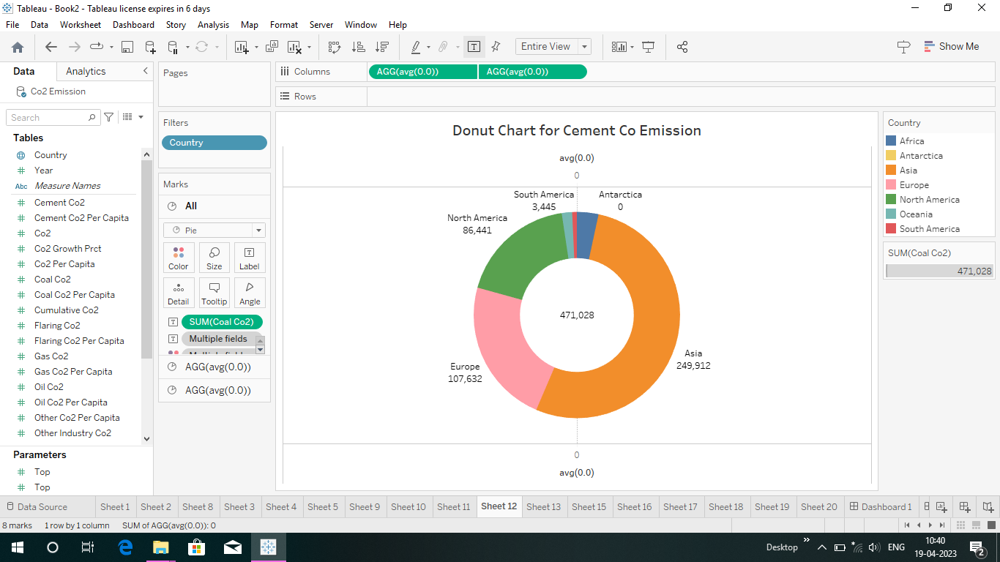 Tableau - Book2 - Tableau license expires in 6 days
File Data Worksheet Dashboard Story Analysis Map Format Server Window Help
Entire View
Show Me
Data Analytics
Co2 Emission
Search
Tables
Country
Year
Abc Measure Names
Cement Co2
Cement Co2 Per Capita
Co2
Co2 Growth Prct
Co2 Per Capita
Coal Co2
Coal Co2 Per Capita
Cumulative Co2
Flaring Co2
Flaring Co2 Per Capita
Gas Co2
Gas Co2 Per Capita
Oil Co2
Oil Co2 Per Capita
Other Co2 Per Capita
Other Industry Co2
Parameters
Top
Top
Pages
Filters
Country
Marks
All
Pie
Color Size Label
Detail Tooltip Angle
SUM(Coal Co2)
Multiple fields
AGG(avg(0.0))
AGG(avg(0.0))
Columns AGG(avg(0.0)) AGG(avg(0.0))
Rows
Donut Chart for Cement Co Emission
avg(0.0)
0
South America
3,445
Antarctica
0
North America
86,441
471,028
Asia
249,912
Europe
107,632
0
avg(0.0)
Country
Africa
Antarctica
Asia
Europe
North America
Oceania
South America
SUM(Coal Co2)
471,028
Data Source Sheet 1 Sheet 2 Sheet 8 Sheet 3 Sheet 4 Sheet 5 Sheet 9 Sheet 10 Sheet 11 Sheet 12 Sheet 13 Sheet 15 Sheet 16 Sheet 17 Sheet 18 Sheet 19 Sheet 20 Dashboard 1
8 marks 1 row by 1 column SUM of AGG(avg(0.0)): 0
Desktop ENG 10:40
19-04-2023 2